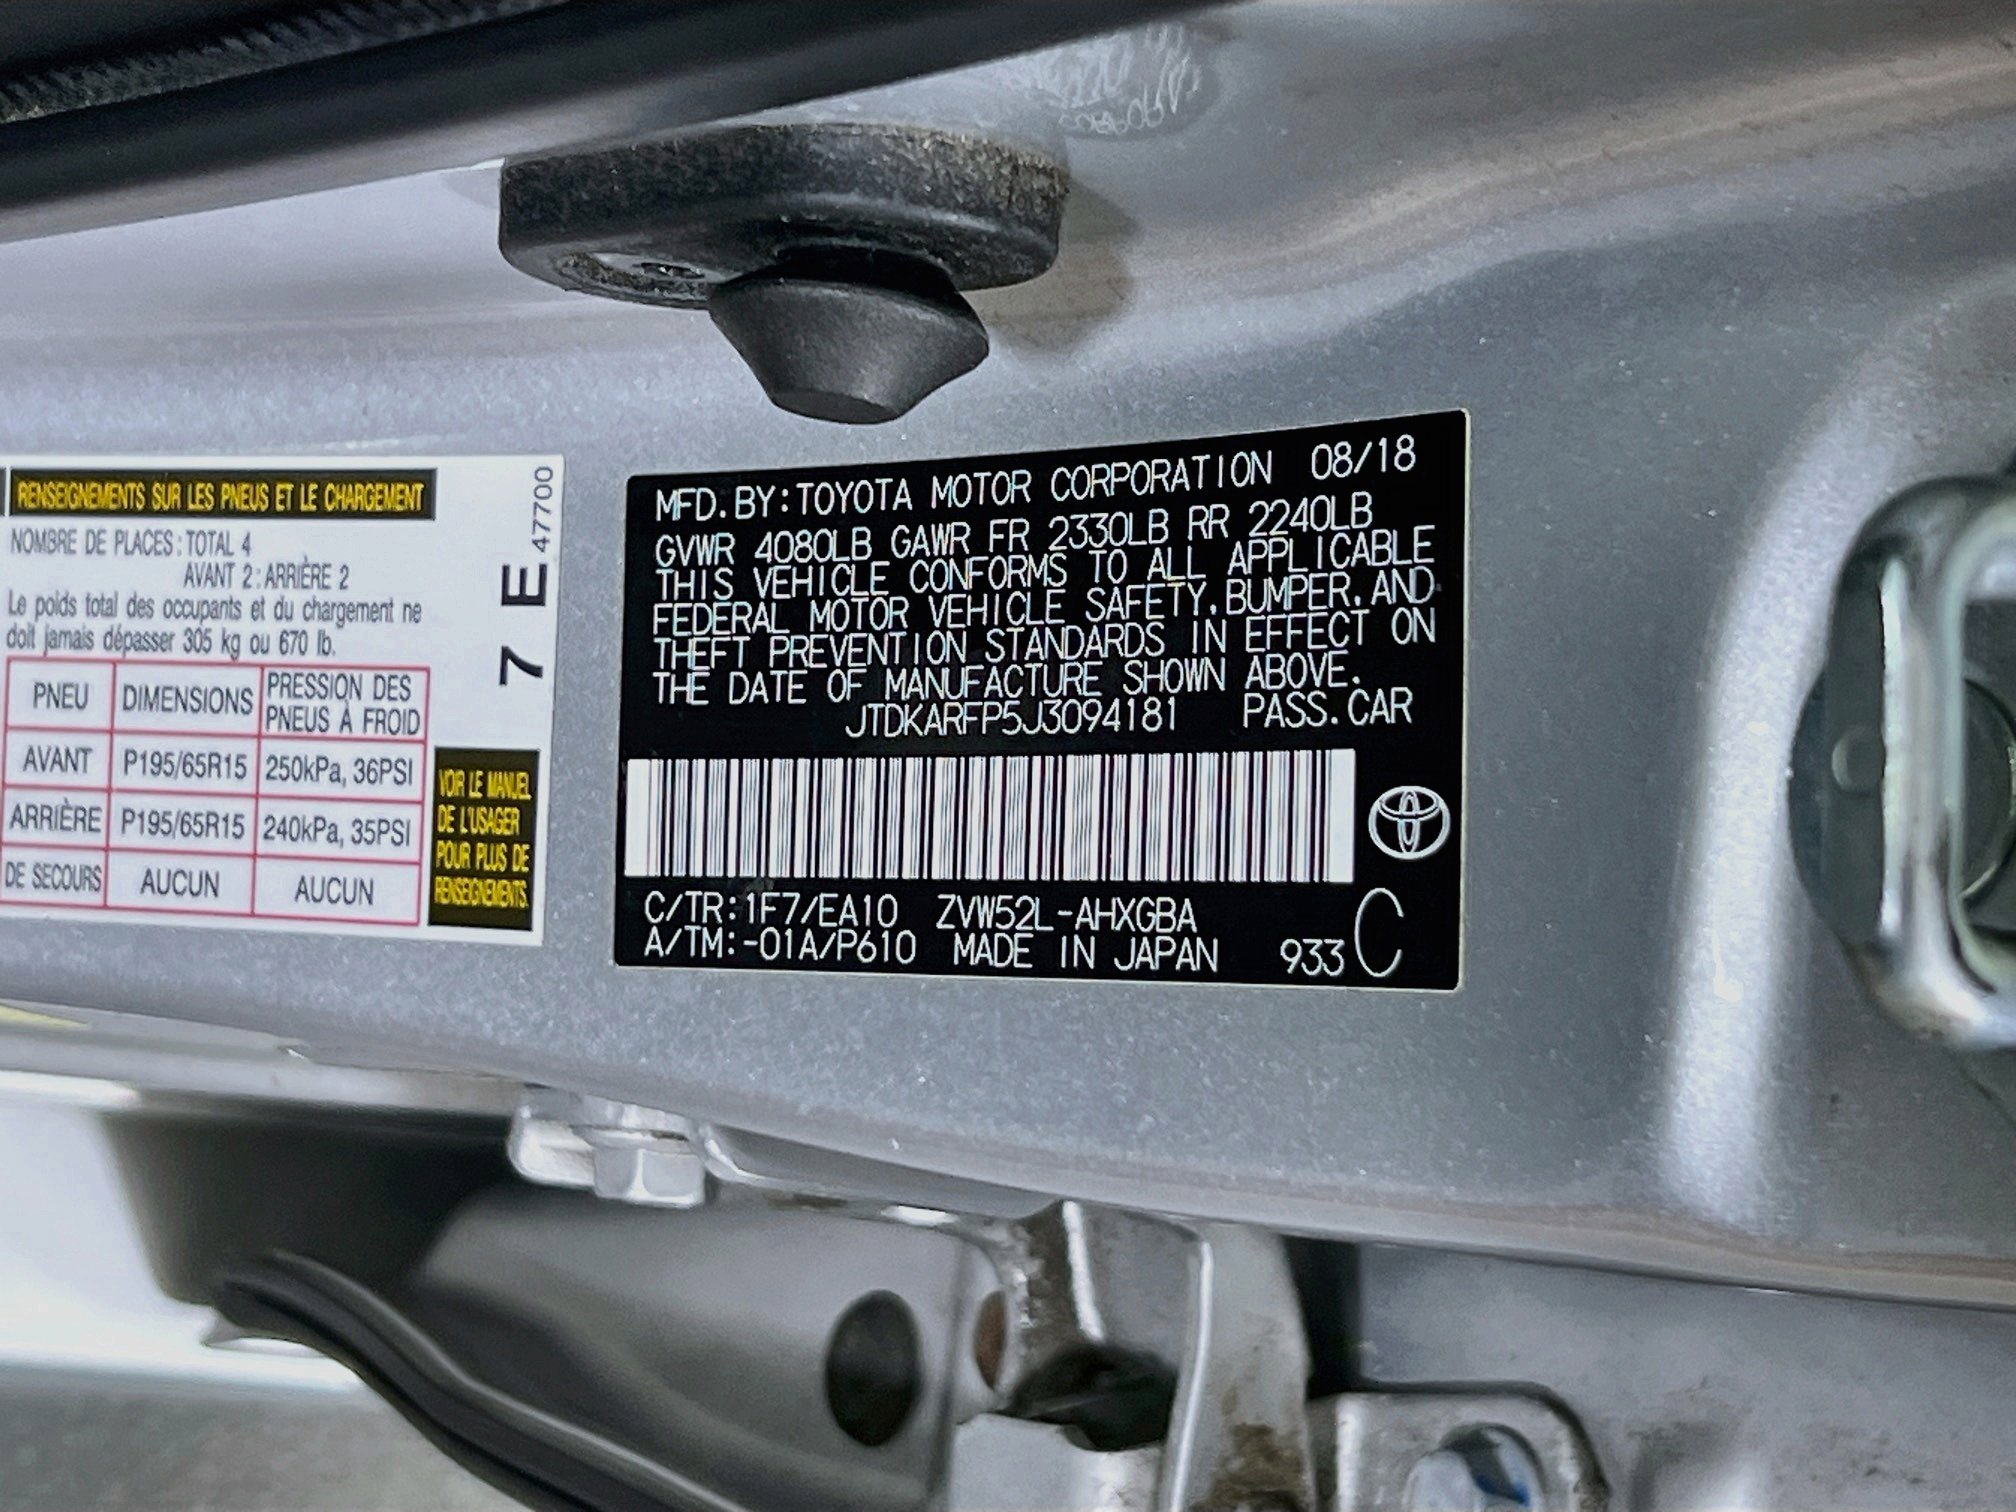 RENSEIGNEMENTS SUR LES PNEUS ET LE CHARGEMENT
NOMBRE DE PLACES : TOTAL 4
AVANT 2 : ARRIÈRE 2
Le poids total des occupants et du chargement ne
doit jamais dépasser 305 kg ou 670 lb.
PNEU DIMENSIONS PRESSION DES PNEUS À FROID
AVANT P195/65R15 250kPa, 36PSI
ARRIÈRE P195/65R15 240kPa, 35PSI
DE SECOURS AUCUN AUCUN
7 E 47700
VOIR LE MANUEL
DE L'USAGER
POUR PLUS DE
RENSEIGNEMENTS.
MFD. BY: TOYOTA MOTOR CORPORATION 08/18
GVWR 4080LB GAWR FR 2330LB RR 2240LB
THIS VEHICLE CONFORMS TO ALL APPLICABLE
FEDERAL MOTOR VEHICLE SAFETY, BUMPER, AND
THEFT PREVENTION STANDARDS IN EFFECT ON
THE DATE OF MANUFACTURE SHOWN ABOVE.
JTDKARFP5J3094181 PASS. CAR
C/TR: 1F7/EA10 ZVW52L-AHXGBA
A/TM: -01A/P610 MADE IN JAPAN 933 C